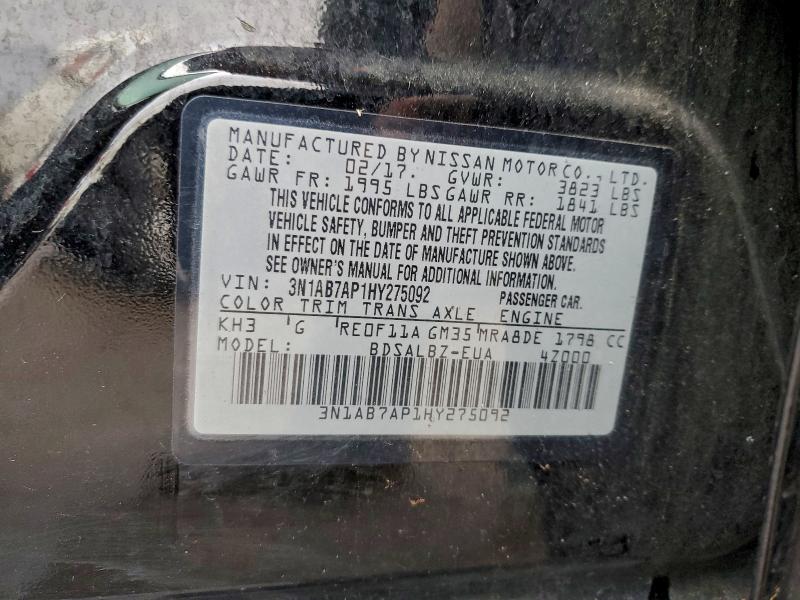 MANUFACTURED BY NISSAN MOTOR CO., LTD.
DATE: 02/17. GVWR: 3823 LBS
GAWR FR: 1995 LBS GAWR RR: 1841 LBS
THIS VEHICLE CONFORMS TO ALL APPLICABLE FEDERAL MOTOR
VEHICLE SAFETY, BUMPER AND THEFT PREVENTION STANDARDS
IN EFFECT ON THE DATE OF MANUFACTURE SHOWN ABOVE.
SEE OWNER'S MANUAL FOR ADDITIONAL INFORMATION.
VIN: 3N1AB7AP1HY275092 PASSENGER CAR.
COLOR TRIM TRANS AXLE ENGINE
KH3 G RE0F11A GM35 MRA8DE 1798 CC
MODEL: BDSALBZ-EUA 4Z000
3N1AB7AP1HY275092